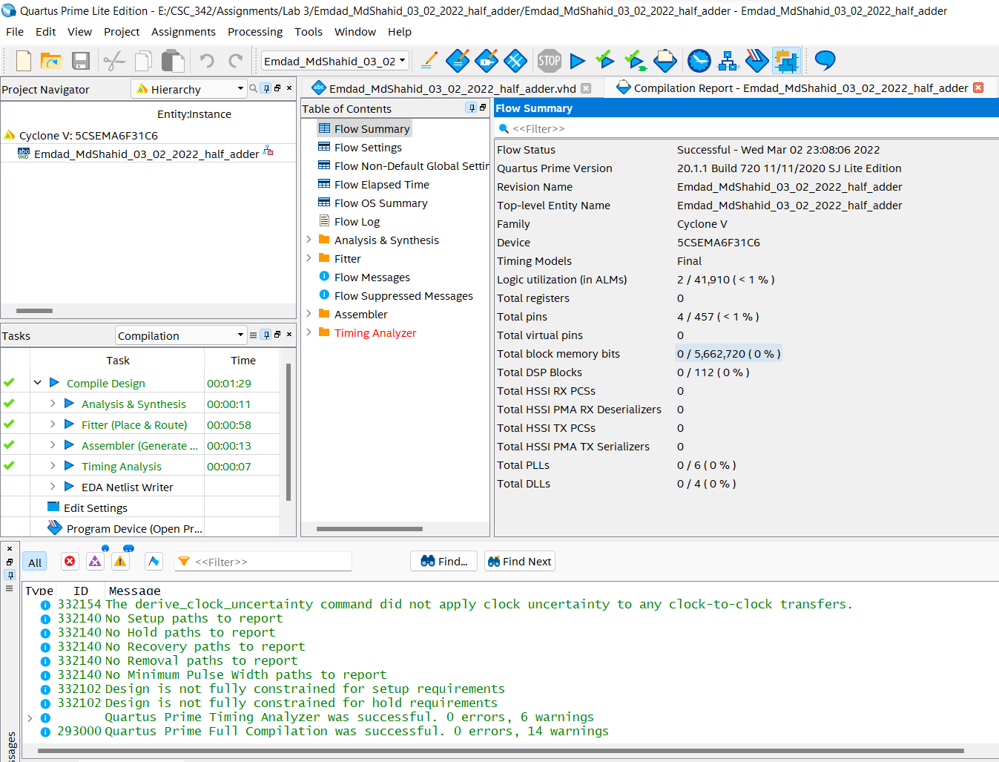 Quartus Prime Lite Edition - E:/CSC_342/Assignments/Lab 3/Emdad_MdShahid_03_02_2022_half_adder/Emdad_MdShahid_03_02_2022_half_adder - Emdad_MdShahid_03_02_2022_half_adder
File Edit View Project Assignments Processing Tools Window Help
Emdad_MdShahid_03_02
STOP
Project Navigator
Hierarchy
Entity:Instance
Cyclone V: 5CSEMA6F31C6
abc VHD Emdad_MdShahid_03_02_2022_half_adder
Tasks
Compilation
Task Time
Compile Design 00:01:29
Analysis & Synthesis 00:00:11
Fitter (Place & Route) 00:00:58
Assembler (Generate ... 00:00:13
Timing Analysis 00:00:07
EDA Netlist Writer
Edit Settings
Program Device (Open Pr...
abc Emdad_MdShahid_03_02_2022_half_adder.vhd
Compilation Report - Emdad_MdShahid_03_02_2022_half_adder
Table of Contents
Flow Summary
Flow Settings
Flow Non-Default Global Settin
Flow Elapsed Time
Flow OS Summary
Flow Log
Analysis & Synthesis
Fitter
Flow Messages
Flow Suppressed Messages
Assembler
Timing Analyzer
Flow Summary
<<Filter>>
Flow Status Successful - Wed Mar 02 23:08:06 2022
Quartus Prime Version 20.1.1 Build 720 11/11/2020 SJ Lite Edition
Revision Name Emdad_MdShahid_03_02_2022_half_adder
Top-level Entity Name Emdad_MdShahid_03_02_2022_half_adder
Family Cyclone V
Device 5CSEMA6F31C6
Timing Models Final
Logic utilization (in ALMs) 2 / 41,910 ( < 1 % )
Total registers 0
Total pins 4 / 457 ( < 1 % )
Total virtual pins 0
Total block memory bits 0 / 5,662,720 ( 0 % )
Total DSP Blocks 0 / 112 ( 0 % )
Total HSSI RX PCSs 0
Total HSSI PMA RX Deserializers 0
Total HSSI TX PCSs 0
Total HSSI PMA TX Serializers 0
Total PLLs 0 / 6 ( 0 % )
Total DLLs 0 / 4 ( 0 % )
All
<<Filter>>
Find...
Find Next
Type ID Message
332154 The derive_clock_uncertainty command did not apply clock uncertainty to any clock-to-clock transfers.
332140 No Setup paths to report
332140 No Hold paths to report
332140 No Recovery paths to report
332140 No Removal paths to report
332140 No Minimum Pulse Width paths to report
332102 Design is not fully constrained for setup requirements
332102 Design is not fully constrained for hold requirements
Quartus Prime Timing Analyzer was successful. 0 errors, 6 warnings
293000 Quartus Prime Full Compilation was successful. 0 errors, 14 warnings
ssages